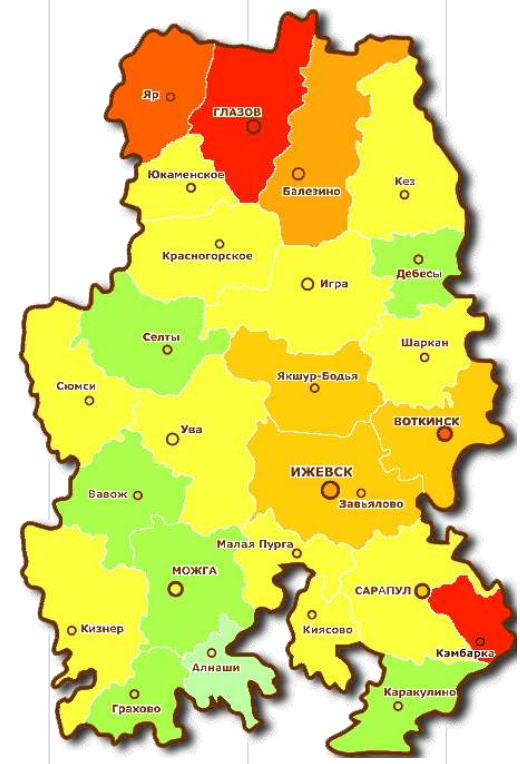 Яр
ГЛАЗОВ
Юкаменское
Балезино
Кез
Красногорское
Дебёсы
Игра
Селты
Шаркан
Якшур-Бодья
Сюмси
Ува
ВОТКИНСК
ИЖЕВСК
Вавож
Завьялово
Малая Пурга
МОЖГА
САРАПУЛ
Кизнер
Киясово
Камбарка
Алнаши
Каракулино
Грахово